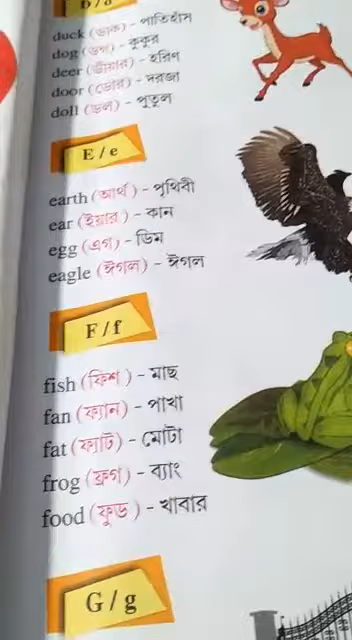 D/d
duck (ডাক) - পাতিহাঁস
dog (ডগ) - কুকুর
deer (ডীয়ার) - হরিণ
door (ডোর) - দরজা
doll (ডল) - পুতুল
E/e
earth (আর্থ) - পৃথিবী
ear (ইয়ার) - কান
egg (এগ) - ডিম
eagle (ঈগল) - ঈগল
F/f
fish (ফিশ) - মাছ
fan (ফ্যান) - পাখা
fat (ফ্যাট) - মোটা
frog (ফ্রগ) - ব্যাং
food (ফুড) - খাবার
G/g